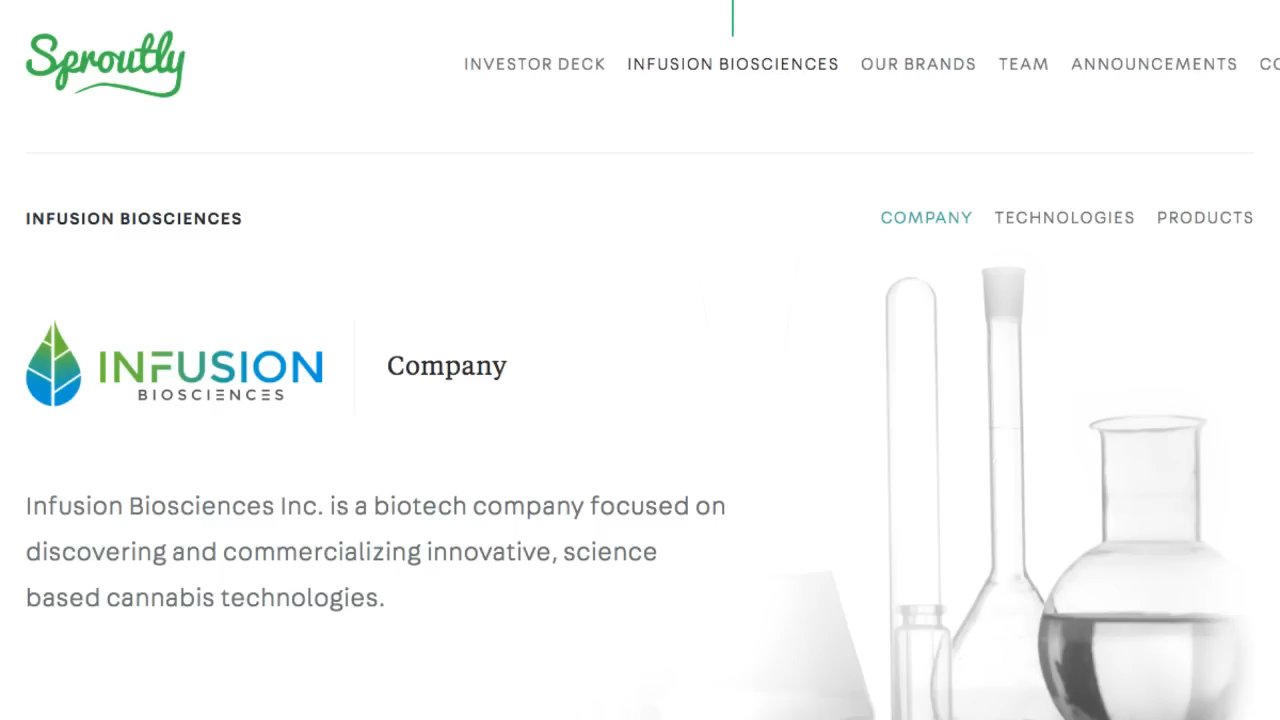 Sproutly
INVESTOR DECK INFUSION BIOSCIENCES OUR BRANDS TEAM ANNOUNCEMENTS
INFUSION BIOSCIENCES
COMPANY TECHNOLOGIES PRODUCTS
INFUSION
BIOSCIENCES
Company
Infusion Biosciences Inc. is a biotech company focused on
discovering and commercializing innovative, science
based cannabis technologies.